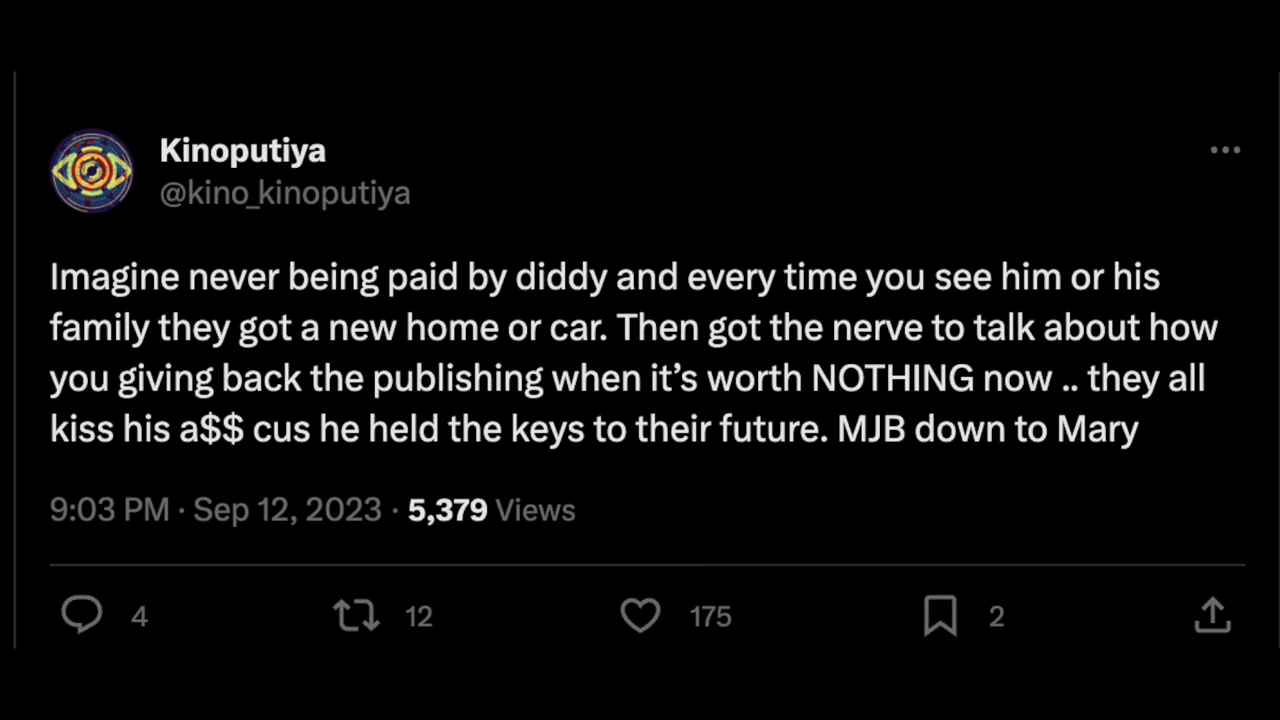 Kinoputiya
@kino_kinoputiya
Imagine never being paid by diddy and every time you see him or his
family they got a new home or car. Then got the nerve to talk about how
you giving back the publishing when it’s worth NOTHING now .. they all
kiss his a$$ cus he held the keys to their future. MJB down to Mary
9:03 PM · Sep 12, 2023 · 5,379 Views
4 12 175 2